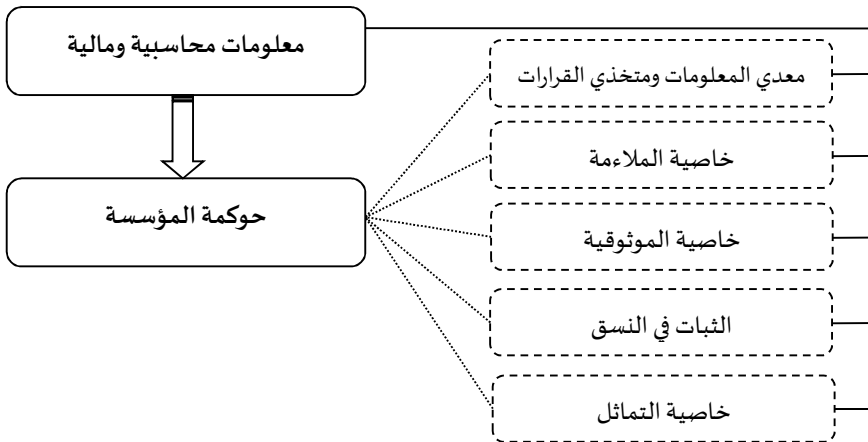 معلومات محاسبية ومالية
معدي المعلومات ومتخذي القرارات
خاصية الملاءمة
حوكمة المؤسسة
خاصية الموثوقية
الثبات في النسق
خاصية التماثل